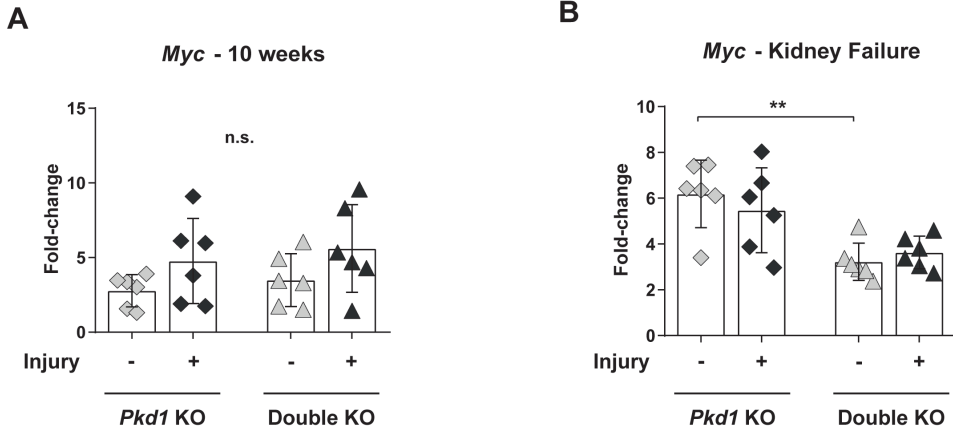 A
Myc - 10 weeks
15
10
5
0
Fold-change
n.s.
Injury - + - +
Pkd1 KO Double KO
B
Myc - Kidney Failure
10
8
6
4
2
0
Fold-change
**
Injury - + - +
Pkd1 KO Double KO